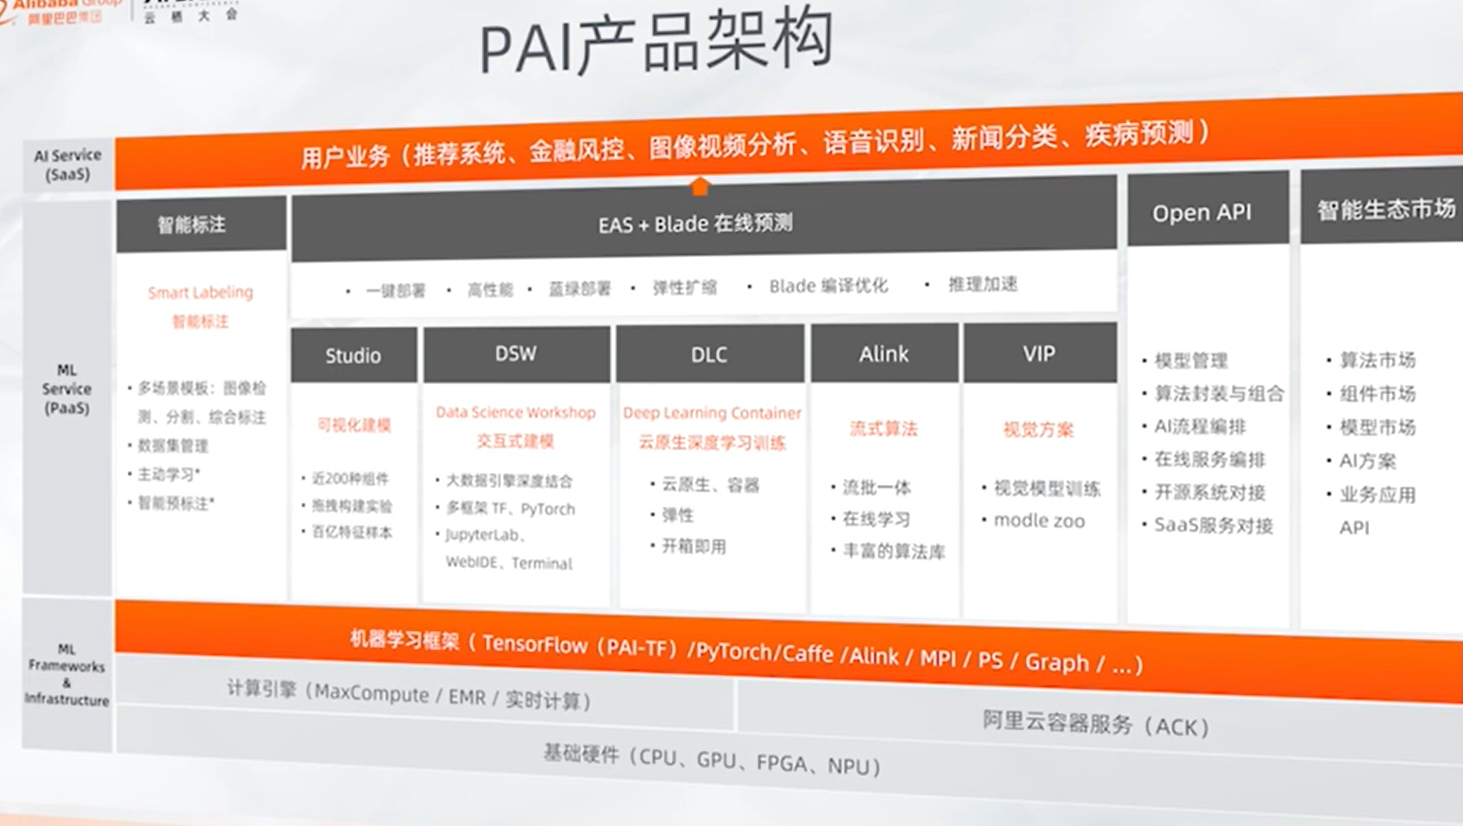 Alibaba Group
阿里巴巴集团
云栖大会
PAI产品架构
AI Service
(SaaS)
用户业务（推荐系统、金融风控、图像视频分析、语音识别、新闻分类、疾病预测）
ML
Service
(PaaS)
智能标注
Smart Labeling
智能标注
• 多场景模板：图像检
测、分割、综合标注
• 数据集管理
• 主动学习*
• 智能预标注*
EAS + Blade 在线预测
• 一键部署 • 高性能 • 蓝绿部署 • 弹性扩缩 • Blade 编译优化 • 推理加速
Studio
可视化建模
• 近200种组件
• 拖拽构建实验
• 百亿特征样本
DSW
Data Science Workshop
交互式建模
• 大数据引擎深度结合
• 多框架 TF、PyTorch
• JupyterLab、
WebIDE、Terminal
DLC
Deep Learning Container
云原生深度学习训练
• 云原生、容器
• 弹性
• 开箱即用
Alink
流式算法
• 流批一体
• 在线学习
• 丰富的算法库
VIP
视觉方案
• 视觉模型训练
• modle zoo
Open API
• 模型管理
• 算法封装与组合
• AI流程编排
• 在线服务编排
• 开源系统对接
• SaaS服务对接
智能生态市场
• 算法市场
• 组件市场
• 模型市场
• AI方案
• 业务应用
API
ML
Frameworks
&
Infrastructure
机器学习框架（ TensorFlow（PAI-TF）/PyTorch/Caffe /Alink / MPI / PS / Graph / ...）
计算引擎（MaxCompute / EMR / 实时计算）
阿里云容器服务（ACK）
基础硬件（CPU、GPU、FPGA、NPU）